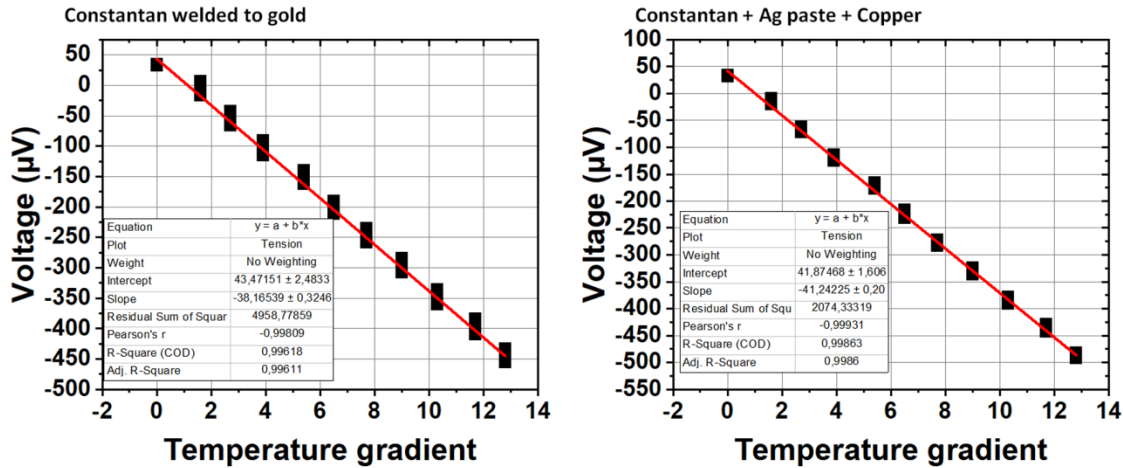 Constantan welded to gold
50
0
-50
-100
-150
-200
-250
-300
-350
-400
-450
-500
Voltage (µV)
Equation y = a + b*x
Plot Tension
Weight No Weighting
Intercept 43,47151 ± 2,4833
Slope -38,16539 ± 0,3246
Residual Sum of Squar 4958,77859
Pearson's r -0,99809
R-Square (COD) 0,99618
Adj. R-Square 0,99611
-2 0 2 4 6 8 10 12 14
Temperature gradient
Constantan + Ag paste + Copper
100
50
0
-50
-100
-150
-200
-250
-300
-350
-400
-450
-500
-550
Voltage (µV)
Equation y = a + b*x
Plot Tension
Weight No Weighting
Intercept 41,87468 ± 1,606
Slope -41,24225 ± 0,20
Residual Sum of Squ 2074,33319
Pearson's r -0,99931
R-Square (COD) 0,99863
Adj. R-Square 0,9986
-2 0 2 4 6 8 10 12 14
Temperature gradient